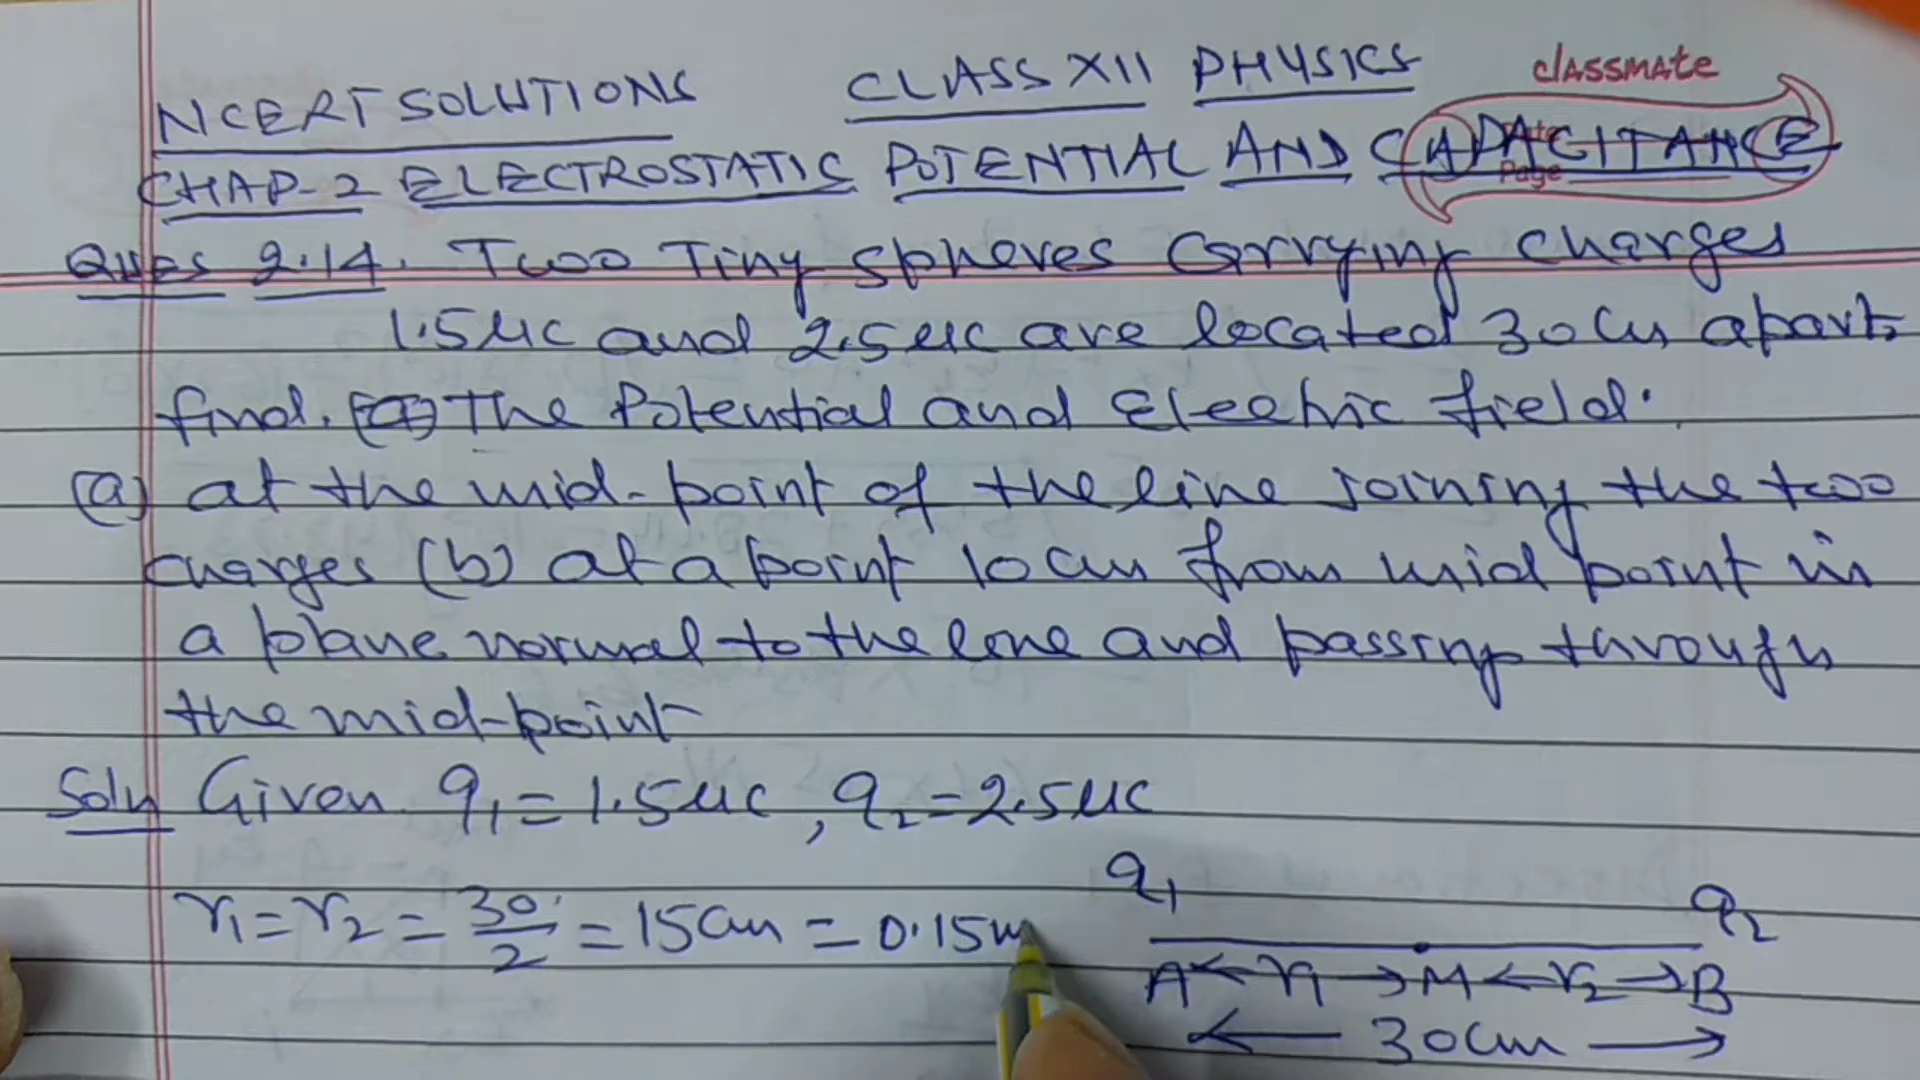 classmate
NCERT SOLUTIONS CLASS XII PHYSICS
CHAP-2 ELECTROSTATIC POTENTIAL AND CAPACITANCE
Date
Page
Ques 2.14. Two Tiny spheres Carrying charges
1.5μC and 2.5μC are located 30cm apart,
find. (a) The Potential and Electric field.
(a) at the mid-point of the line joining the two
charges (b) at a point 10cm from mid point in
a plane normal to the line and passing through
the mid-point
Soln Given q₁ = 1.5μC, q₂ = 2.5μC
r₁ = r₂ = 30/2 = 15cm = 0.15m
q₁ q₂
A ← r₁ → M ← r₂ → B
← 30cm →